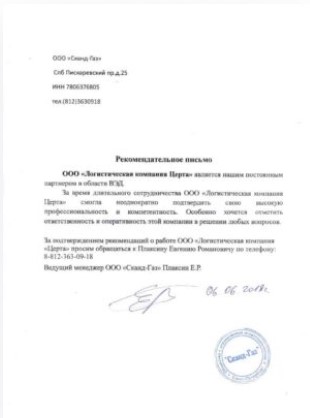 ООО «Сканд-Газ»
Спб Пискаревский пр.д.25
ИНН 7806376805
тел.(812)3630918
Рекомендательное письмо
ООО «Логистическая компания Церта» является нашим постоянным
партнером в области ВЭД.
За время длительного сотрудничества ООО «Логистическая компания
Церта» смогла неоднократно подтвердить свою высокую
профессиональность и компетентность. Особенно хочется отметить
ответственность и оперативность этой компании в решении любых вопросов.
За подтверждением рекомендаций о работе ООО «Логистическая компания
«Церта» просим обращаться к Плаксину Евгению Романовичу по телефону:
8-812-363-09-18
Ведущий менеджер ООО «Сканд-Газ» Плаксин Е.Р.
06.06.2018г.
"Сканд-Газ"